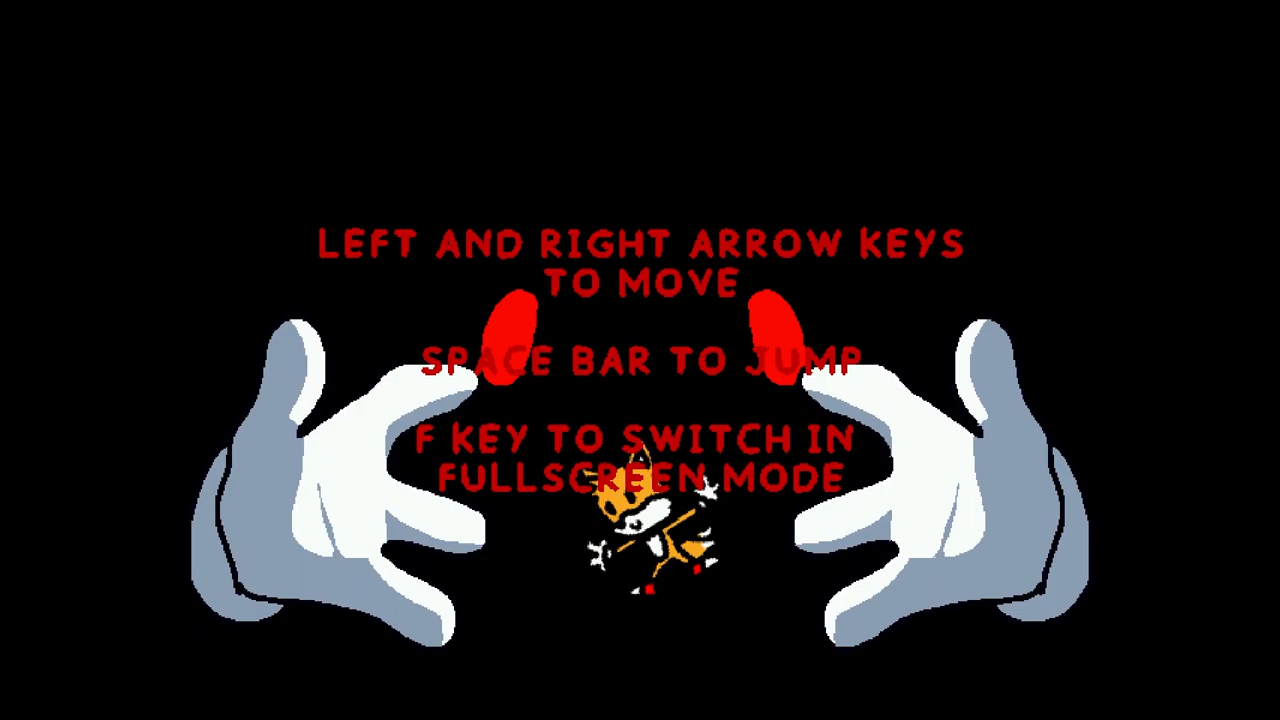 LEFT AND RIGHT ARROW KEYS
TO MOVE
SPACE BAR TO JUMP
F KEY TO SWITCH IN
FULLSCREEN MODE